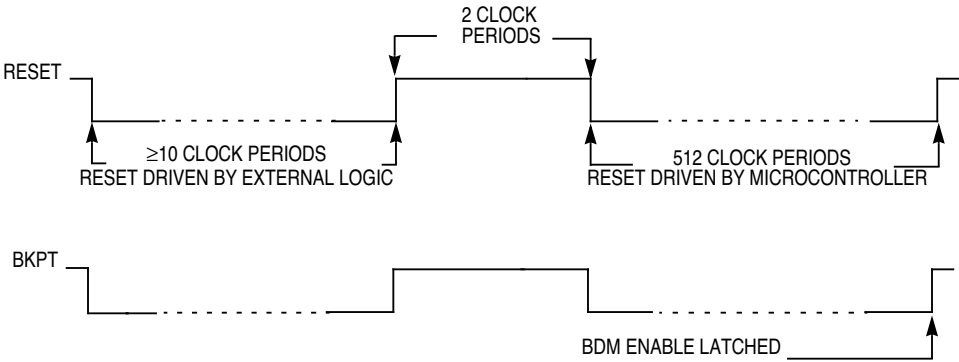 2 CLOCK
PERIODS
RESET
≥10 CLOCK PERIODS
RESET DRIVEN BY EXTERNAL LOGIC
512 CLOCK PERIODS
RESET DRIVEN BY MICROCONTROLLER
BKPT
BDM ENABLE LATCHED